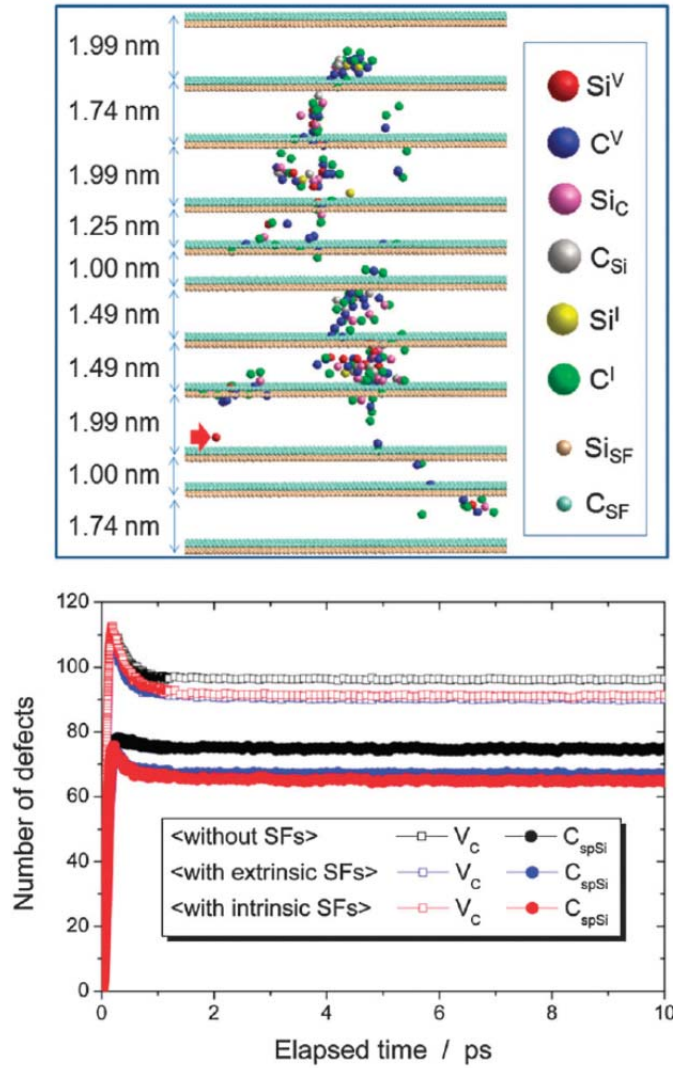 1.99 nm
1.74 nm
1.99 nm
1.25 nm
1.00 nm
1.49 nm
1.49 nm
1.99 nm
1.00 nm
1.74 nm
Si^V
C^V
Si_C
C_Si
Si^I
C^I
Si_SF
C_SF
120
100
80
60
40
20
0
Number of defects
<without SFs> V_C C_spSi
<with extrinsic SFs> V_C C_spSi
<with intrinsic SFs> V_C C_spSi
0 2 4 6 8 10
Elapsed time / ps